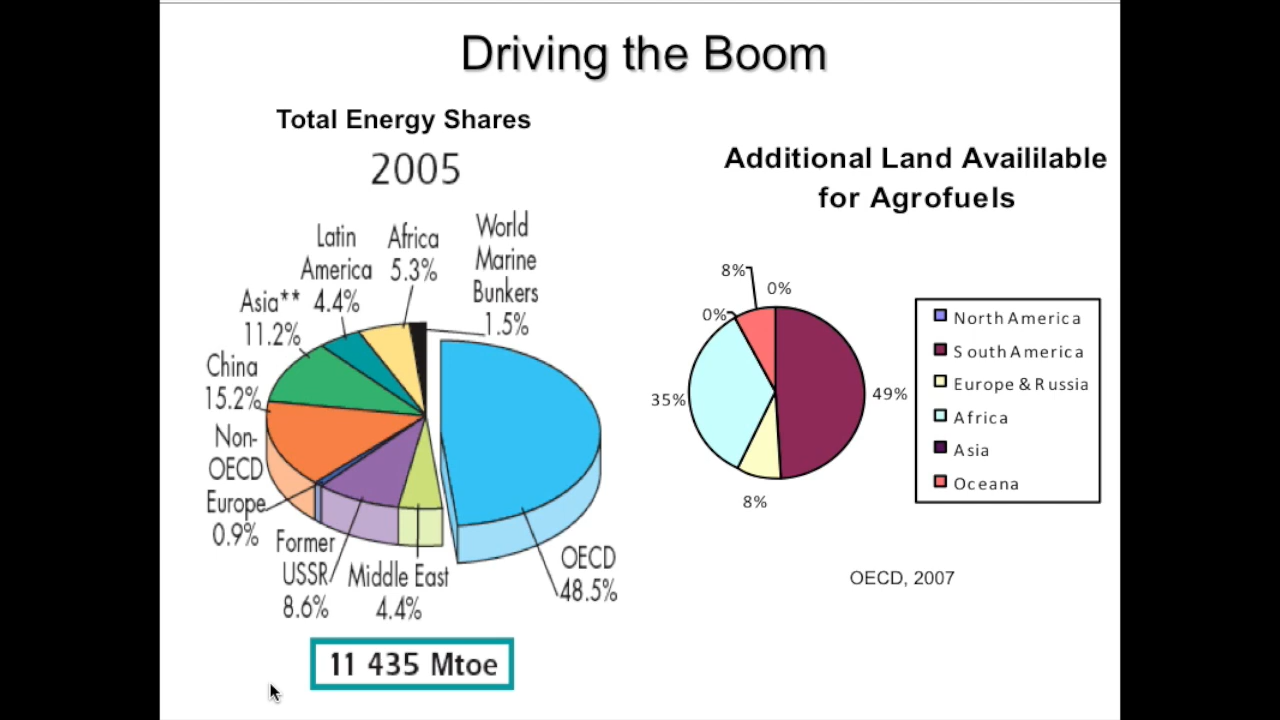 Driving the Boom
Total Energy Shares
2005
Latin
America
4.4%
Africa
5.3%
World
Marine
Bunkers
1.5%
Asia**
11.2%
China
15.2%
Non-
OECD
Europe
0.9%
Former
USSR
8.6%
Middle East
4.4%
OECD
48.5%
11 435 Mtoe
Additional Land Availilable
for Agrofuels
8%
0%
0%
35%
49%
8%
North America
South America
Europe & Russia
Africa
Asia
Oceana
OECD, 2007